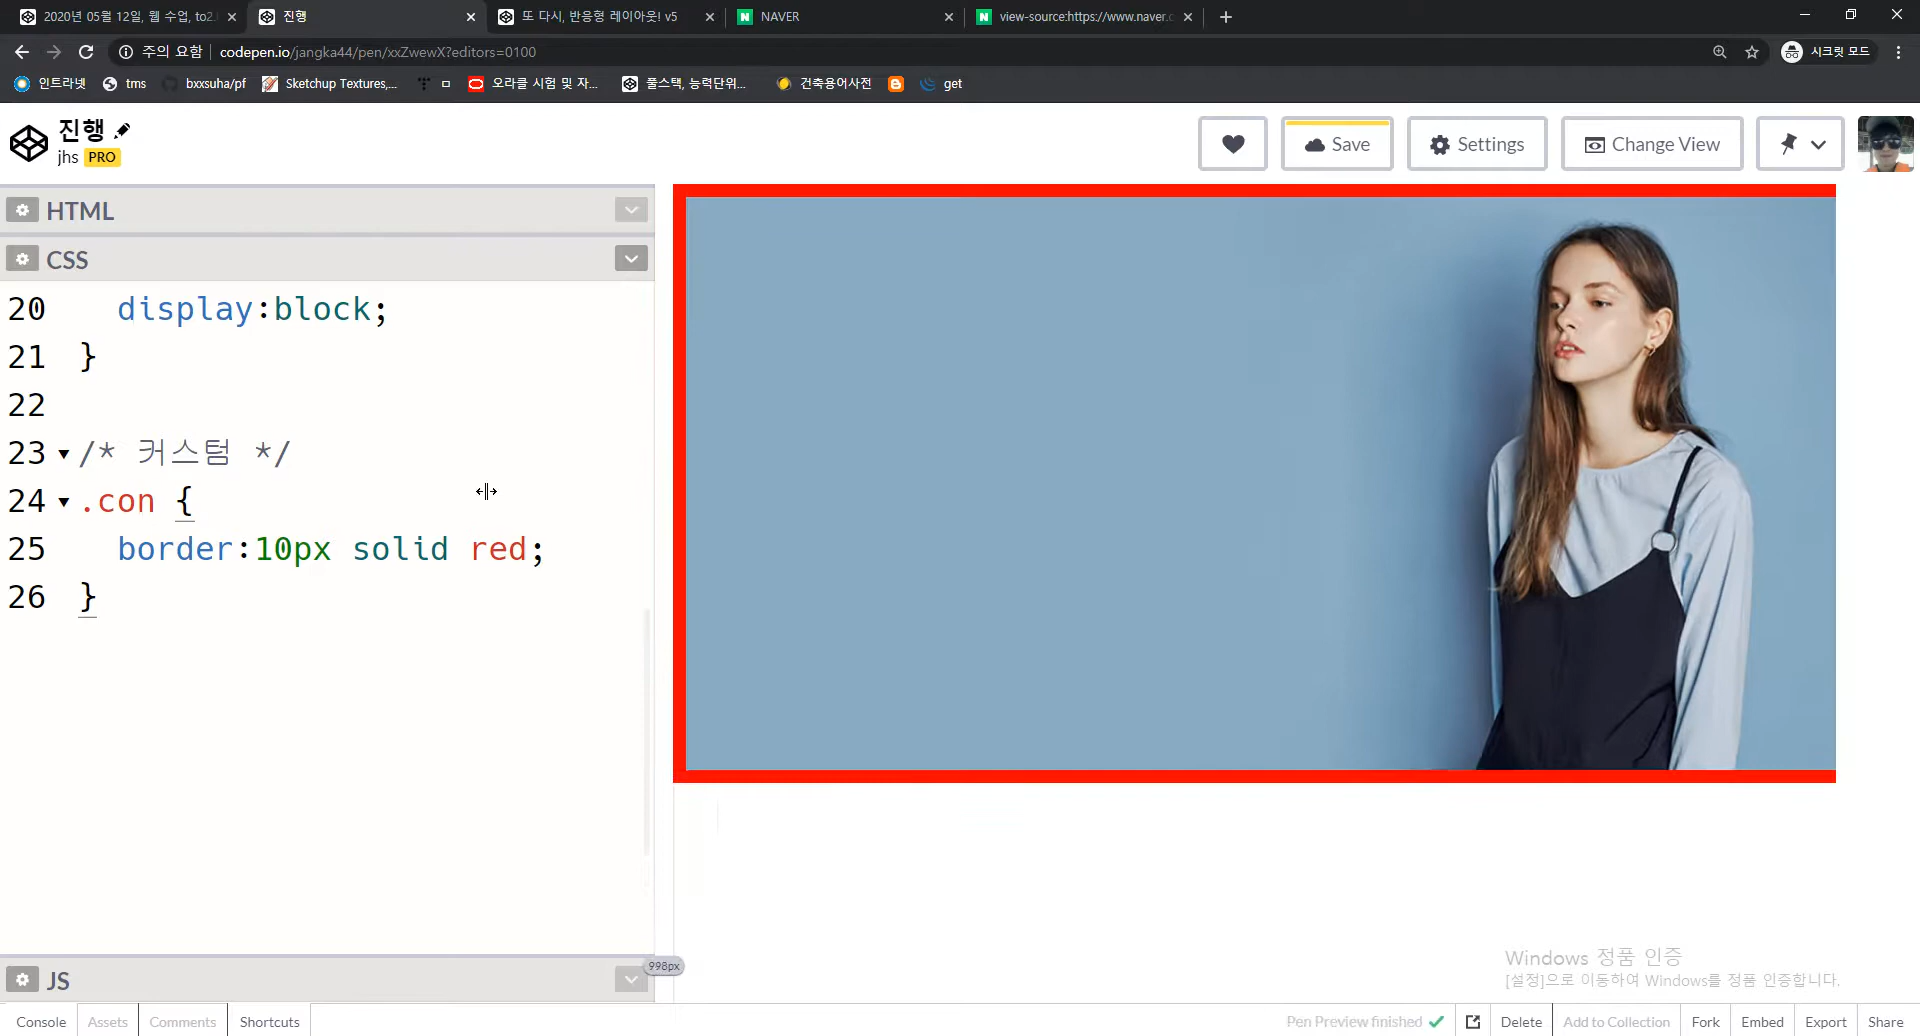 2020년 05월 12일, 웹 수업, to2.
진행
또 다시, 반응형 레이아웃! v5
NAVER
view-source:https://www.naver.c
주의 요함
codepen.io/jangka44/pen/xxZwewX?editors=0100
시크릿 모드
인트라넷
tms
bxxsuha/pf
Sketchup Textures,...
ㅁ
오라클 시험 및 자...
풀스택, 능력단위...
건축용어사전
get
진행
jhs PRO
Save
Settings
Change View
HTML
CSS
20 display:block;
21 }
22
23 /* 커스텀 */
24 .con {
25 border:10px solid red;
26 }
JS
998px
Windows 정품 인증
[설정]으로 이동하여 Windows를 정품 인증합니다.
Console Assets Comments Shortcuts
Pen Preview finished
Delete Add to Collection Fork Embed Export Share